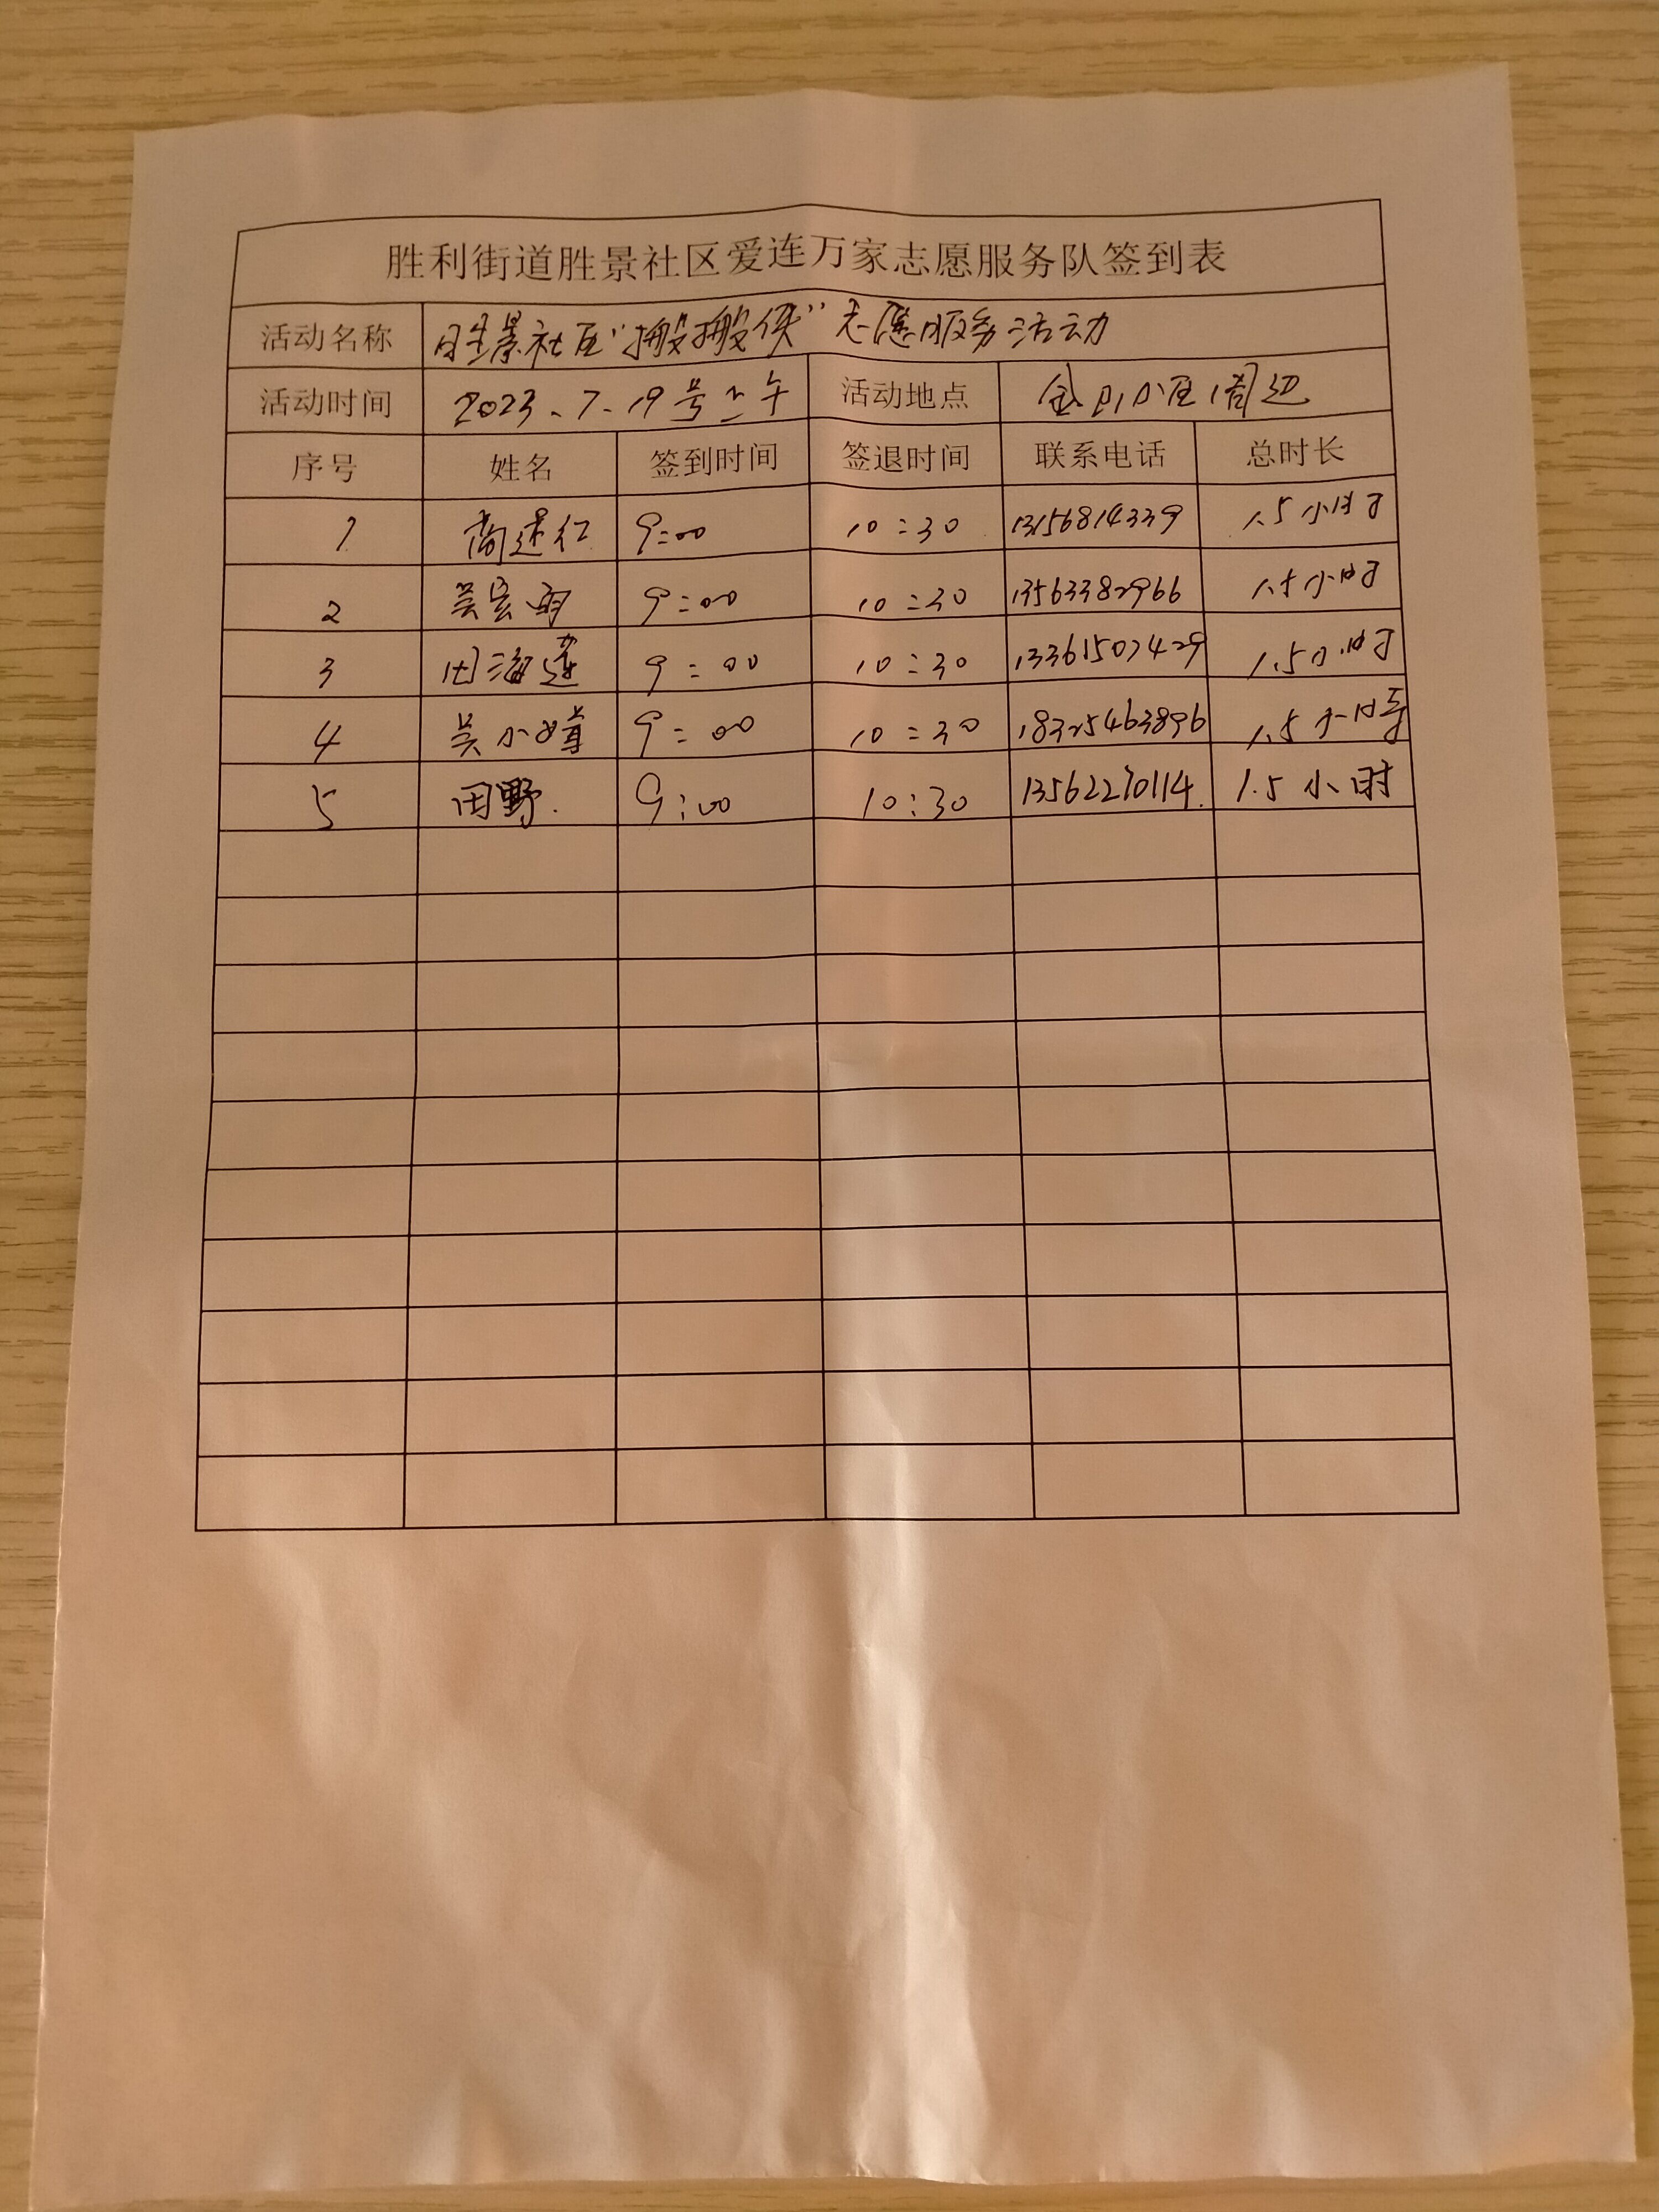 胜利街道胜景社区爱连万家志愿服务队签到表
活动名称 胜景社区“搬搬侠”志愿服务活动
活动时间 2023、7、19号上午 活动地点 小区周边
序号 姓名 签到时间 签退时间 联系电话 总时长
1 尚述红 9:00 10:30 13156814339 1.5小时
2 吴宏 9:00 10:30 13563382966 1.5小时
3 田海莲 9:00 10:30 13361507429 1.5小时
4 吴小 9:00 10:30 18325463896 1.5小时
5 田野. 9:00 10:30 13562270114. 1.5小时